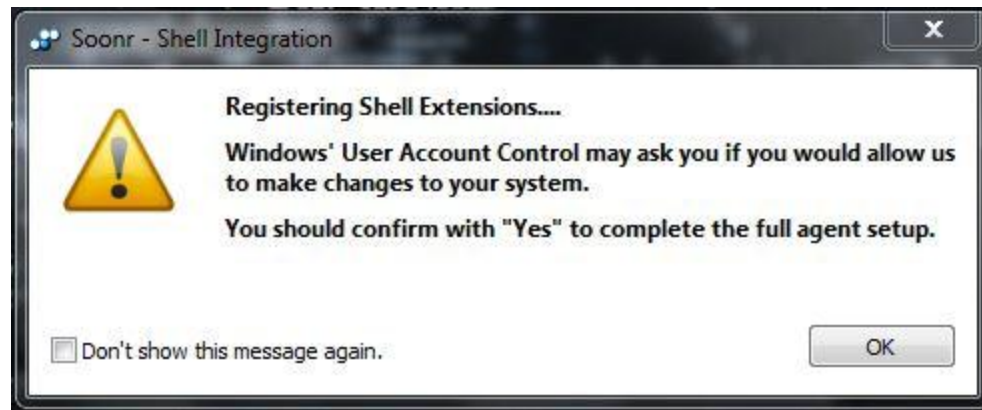 Soonr - Shell Integration
Registering Shell Extensions....
Windows' User Account Control may ask you if you would allow us
to make changes to your system.
You should confirm with "Yes" to complete the full agent setup.
Don't show this message again.
OK